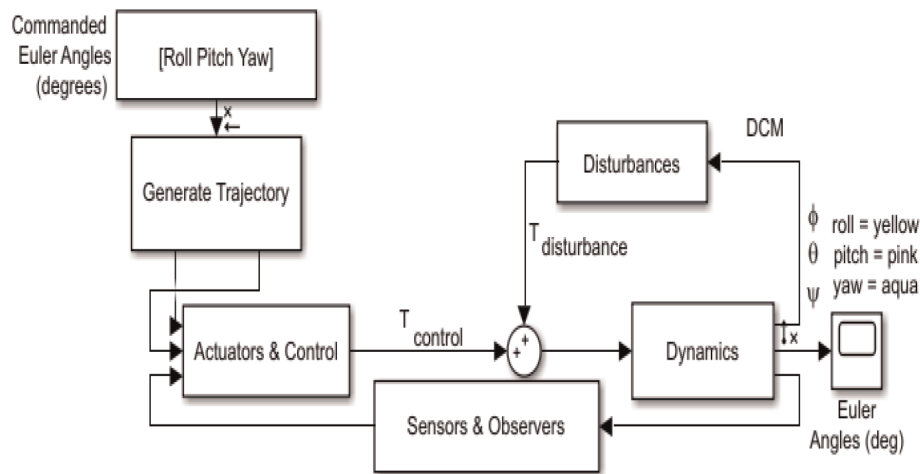 Commanded
Euler Angles
(degrees)
[Roll Pitch Yaw]
x
Generate Trajectory
Actuators & Control
T control
+
+
T disturbance
Disturbances
DCM
ϕ roll = yellow
θ pitch = pink
ψ yaw = aqua
Dynamics
x
Sensors & Observers
Euler
Angles (deg)